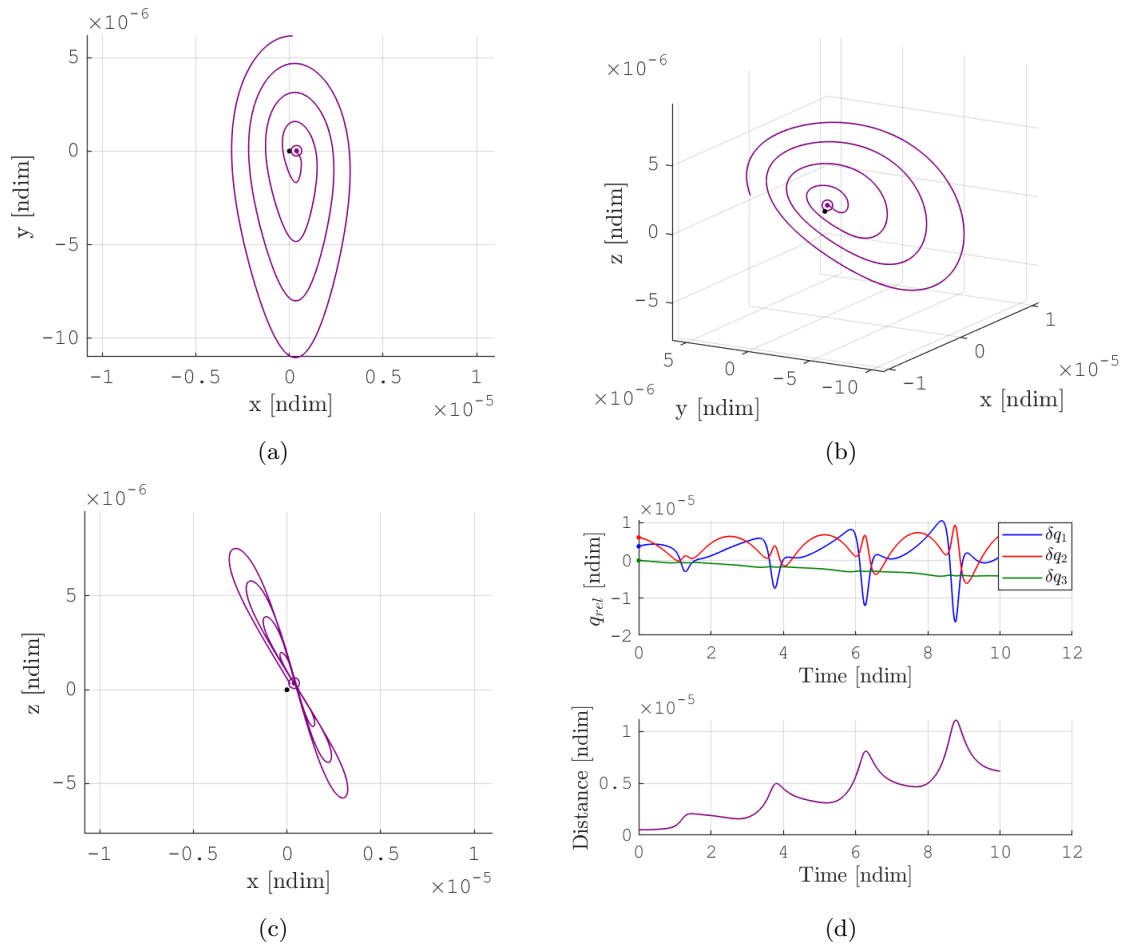 ×10⁻⁶
5
0
−5
−10
y [ndim]
−1
−0.5
0
0.5
1
x [ndim]
×10⁻⁵
(a)
×10⁻⁶
5
0
−5
z [ndim]
5
0
−5
−10
×10⁻⁶
y [ndim]
−1
0
1
×10⁻⁵
x [ndim]
(b)
×10⁻⁶
5
0
−5
z [ndim]
−1
−0.5
0
0.5
1
x [ndim]
×10⁻⁵
(c)
×10⁻⁵
1
0
−1
−2
q_rel [ndim]
δq₁
δq₂
δq₃
0 2 4 6 8 10 12
Time [ndim]
×10⁻⁵
1
0.5
0
Distance [ndim]
0 2 4 6 8 10 12
Time [ndim]
(d)